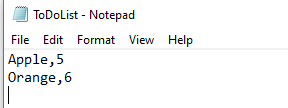 ToDoList - Notepad
File Edit Format View Help
Apple,5
Orange,6